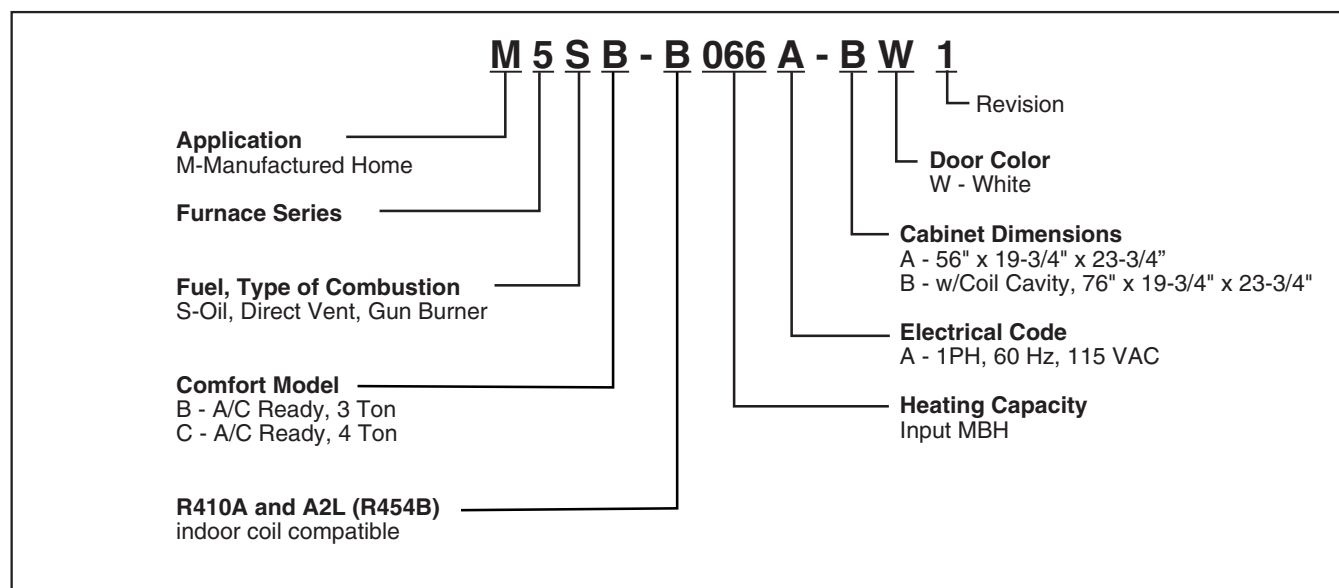 M 5 S B - B 066 A - B W 1
Revision
Application
M-Manufactured Home
Door Color
W - White
Furnace Series
Cabinet Dimensions
A - 56" x 19-3/4" x 23-3/4”
B - w/Coil Cavity, 76" x 19-3/4" x 23-3/4"
Fuel, Type of Combustion
S-Oil, Direct Vent, Gun Burner
Electrical Code
A - 1PH, 60 Hz, 115 VAC
Comfort Model
B - A/C Ready, 3 Ton
C - A/C Ready, 4 Ton
Heating Capacity
Input MBH
R410A and A2L (R454B)
indoor coil compatible